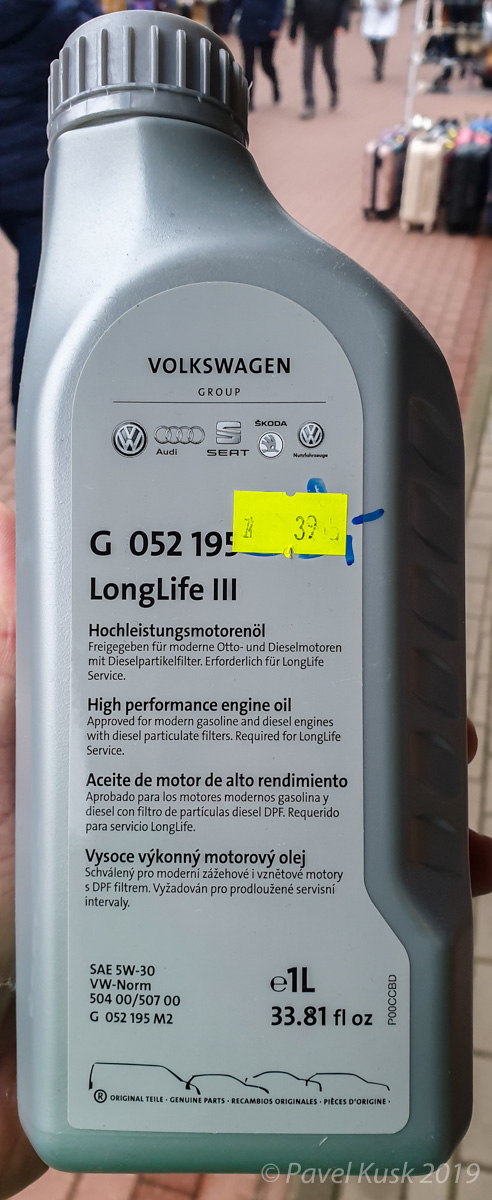 VOLKSWAGEN
GROUP
Audi
SEAT
ŠKODA
Nutzfahrzeuge
G 052 195
39
LongLife III
Hochleistungsmotorenöl
Freigegeben für moderne Otto- und Dieselmotoren
mit Dieselpartikelfilter. Erforderlich für LongLife
Service.
High performance engine oil
Approved for modern gasoline and diesel engines
with diesel particulate filters. Required for LongLife
Service.
Aceite de motor de alto rendimiento
Aprobado para los motores modernos gasolina y
diesel con filtro de partículas diesel DPF. Requerido
para servicio LongLife.
Vysoce výkonný motorový olej
Schválený pro moderní zážehové i vznětové motory
s DPF filtrem. Vyžadován pro prodloužené servisní
intervaly.
SAE 5W-30
VW-Norm
504 00/507 00
G 052 195 M2
℮1L
33.81 fl oz
P00CCBD
® ORIGINAL TEILE · GENUINE PARTS · RECAMBIOS ORIGINALES · PIÈCES D'ORIGINE ·
© Pavel Kusk 2019